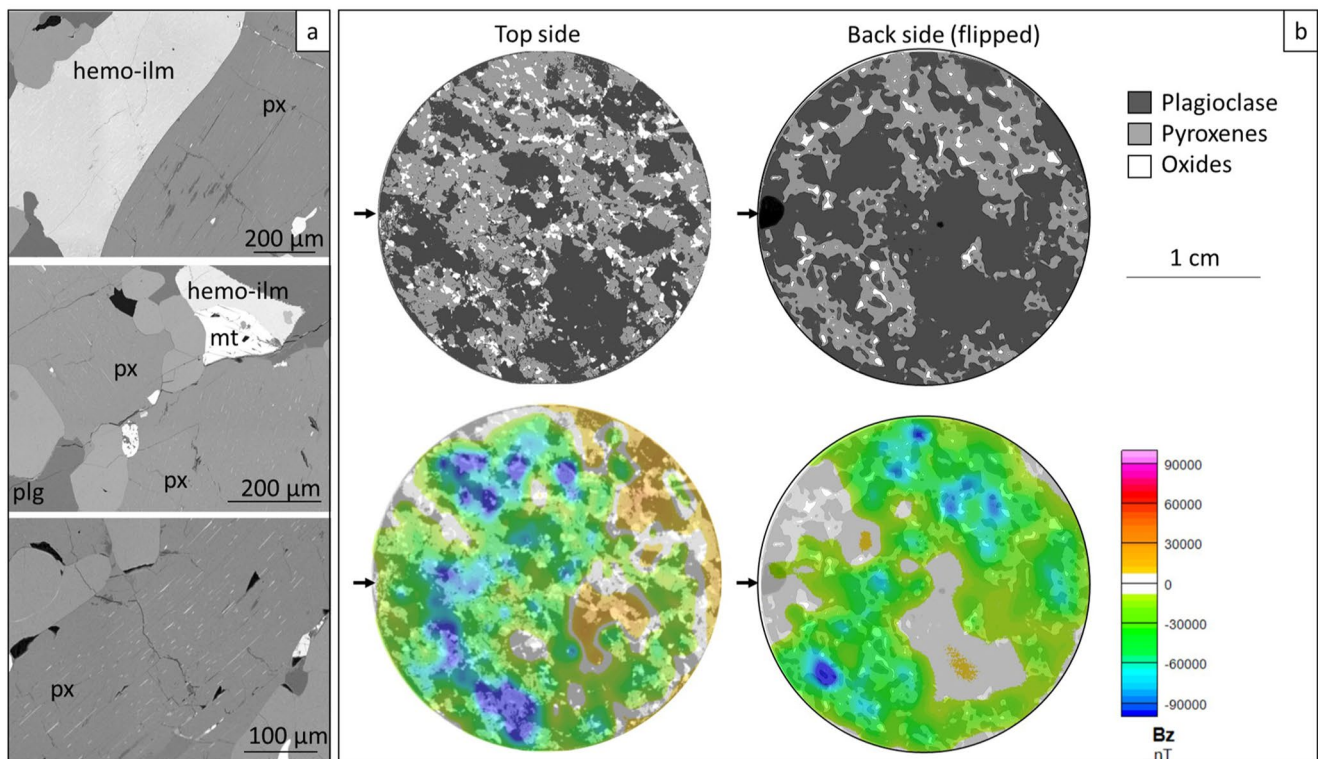 a
hemo-ilm
px
200 µm
hemo-ilm
mt
px
px
plg
200 µm
px
100 µm
b
Top side
Back side (flipped)
Plagioclase
Pyroxenes
Oxides
1 cm
90000
60000
30000
0
-30000
-60000
-90000
Bz
nT